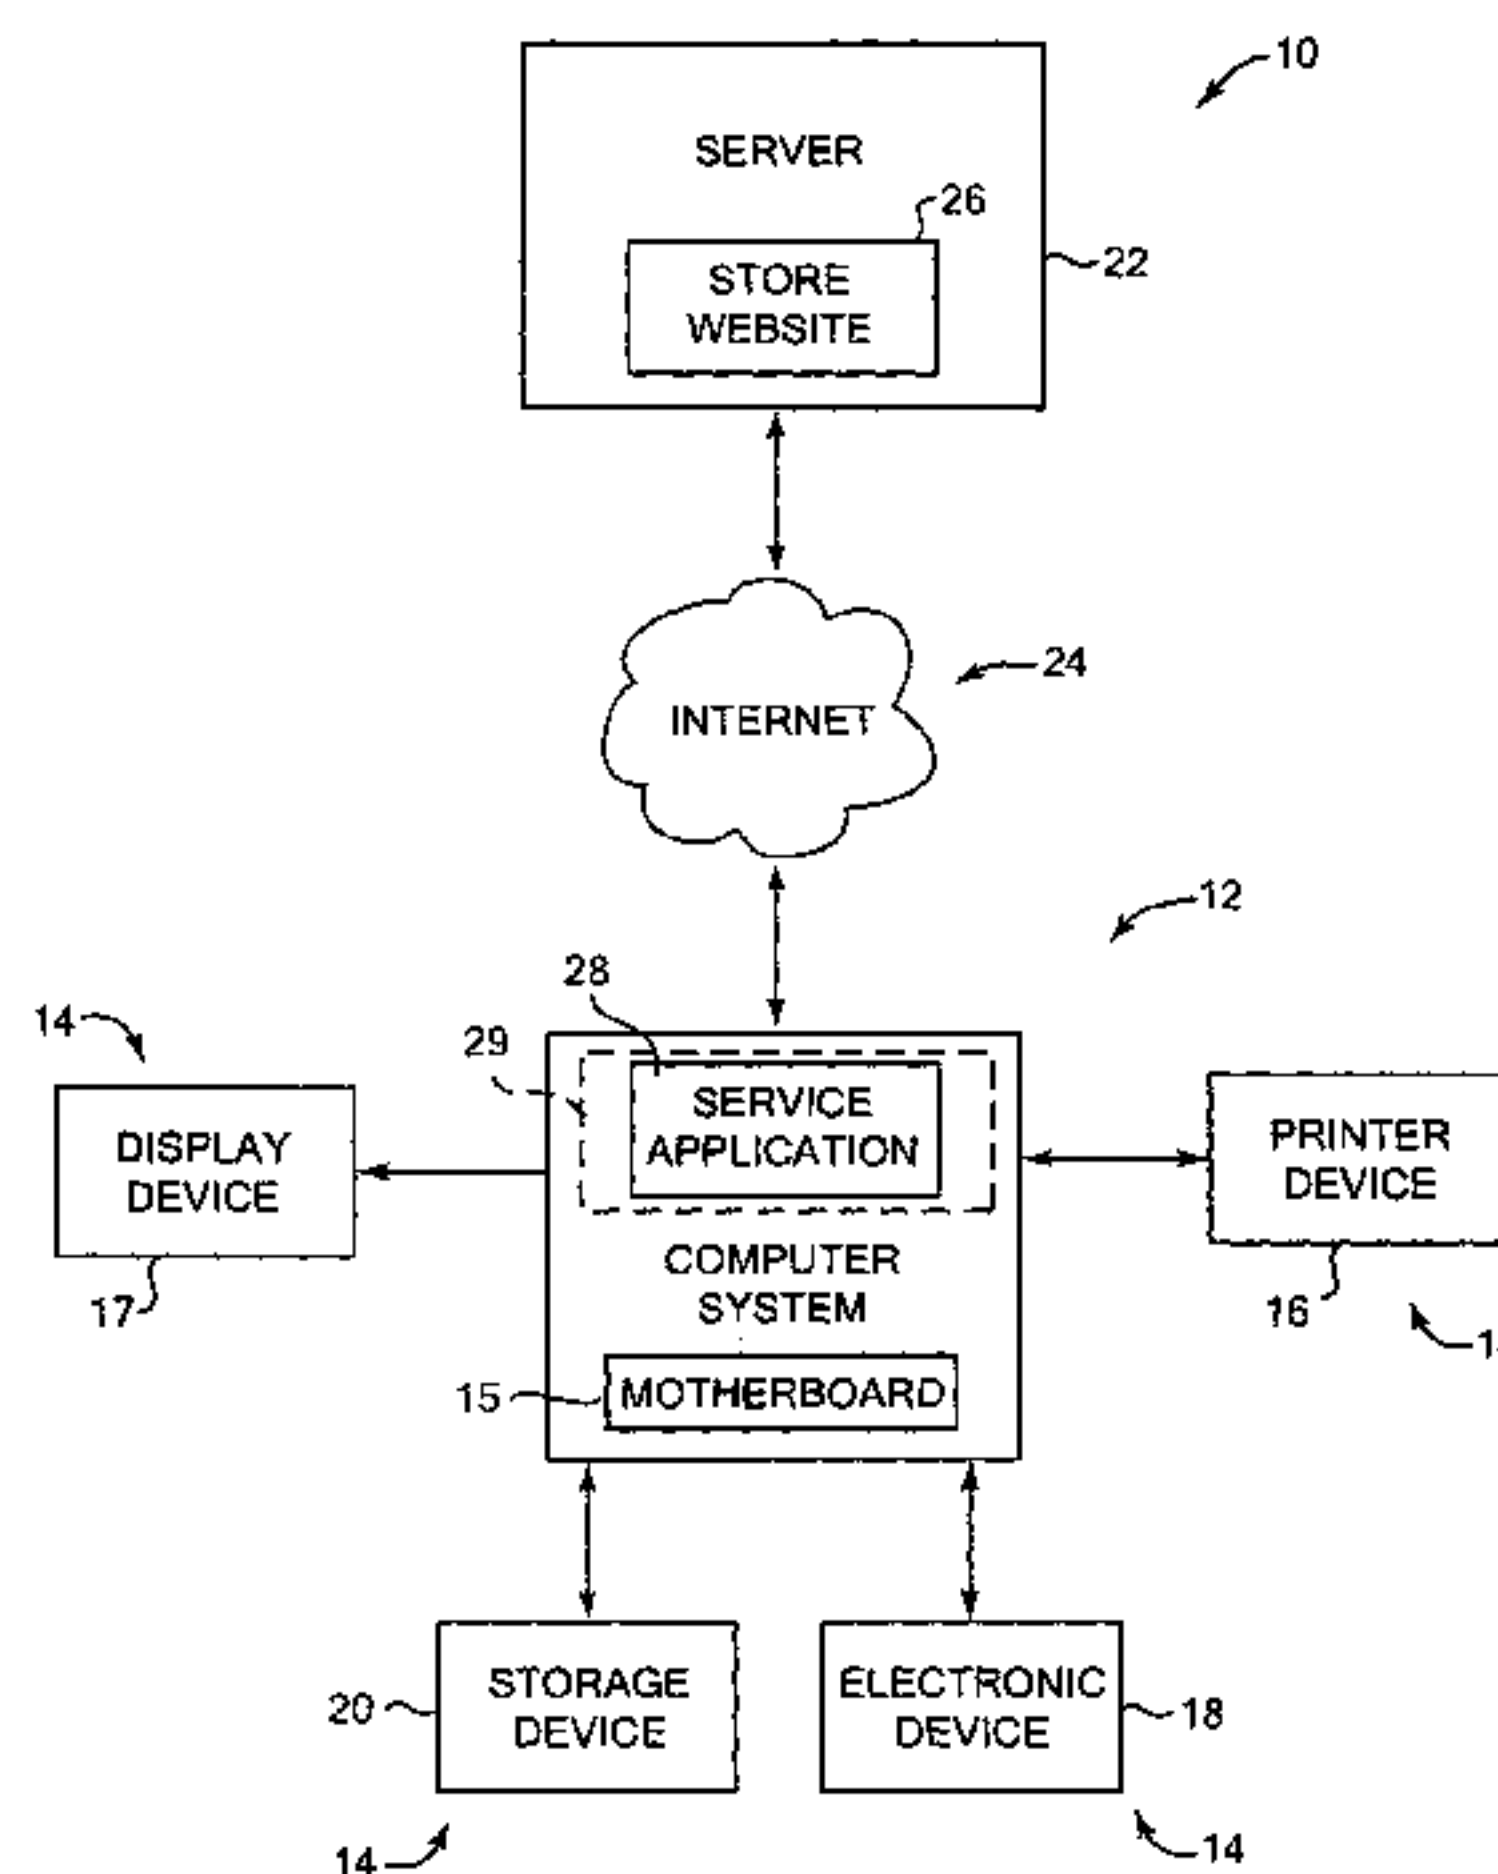 10
SERVER
26
STORE
WEBSITE
22
24
INTERNET
12
28
14
29
SERVICE
APPLICATION
DISPLAY
DEVICE
PRINTER
DEVICE
COMPUTER
SYSTEM
17
16
15
MOTHERBOARD
STORAGE
DEVICE
ELECTRONIC
DEVICE
20
18
14
14